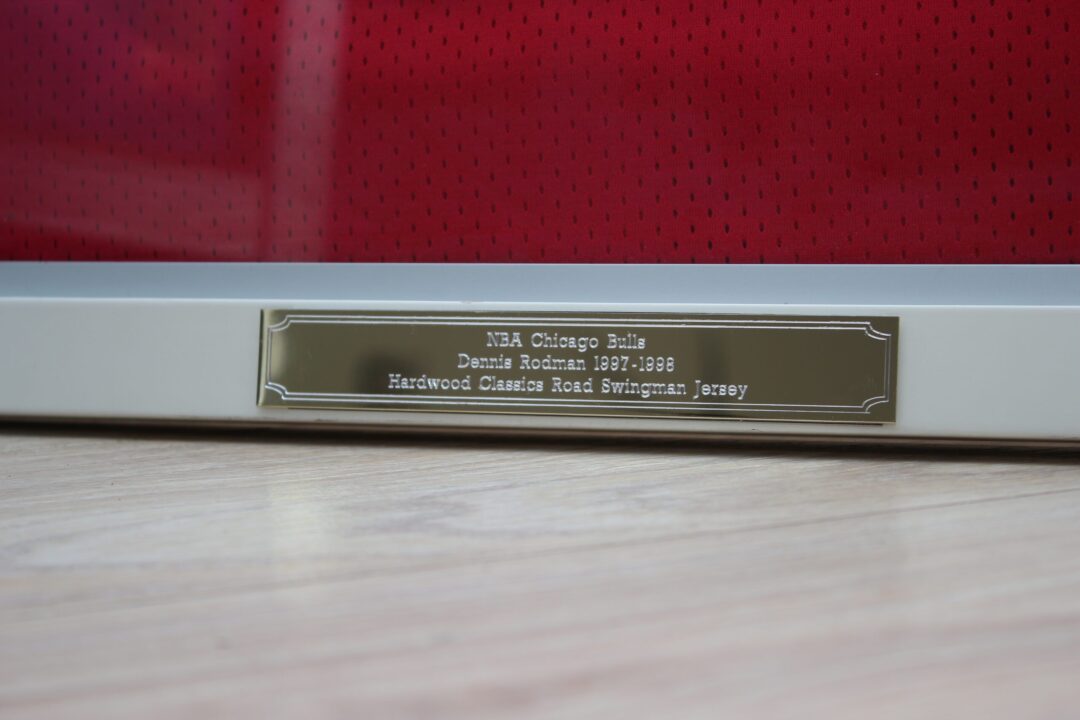 NBA Chicago Bulls
Dennis Rodman 1997-1998
Hardwood Classics Road Swingman Jersey